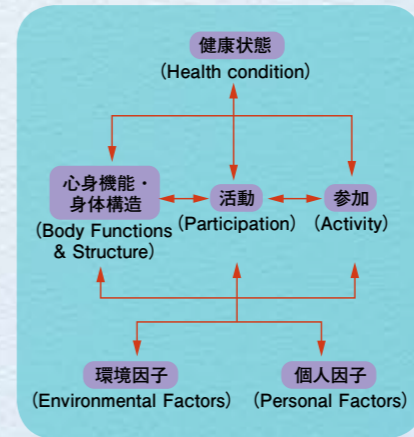 健康状態
(Health condition)
心身機能・
身体構造
(Body Functions
& Structure)
活動
(Participation)
参加
(Activity)
環境因子
(Environmental Factors)
個人因子
(Personal Factors)